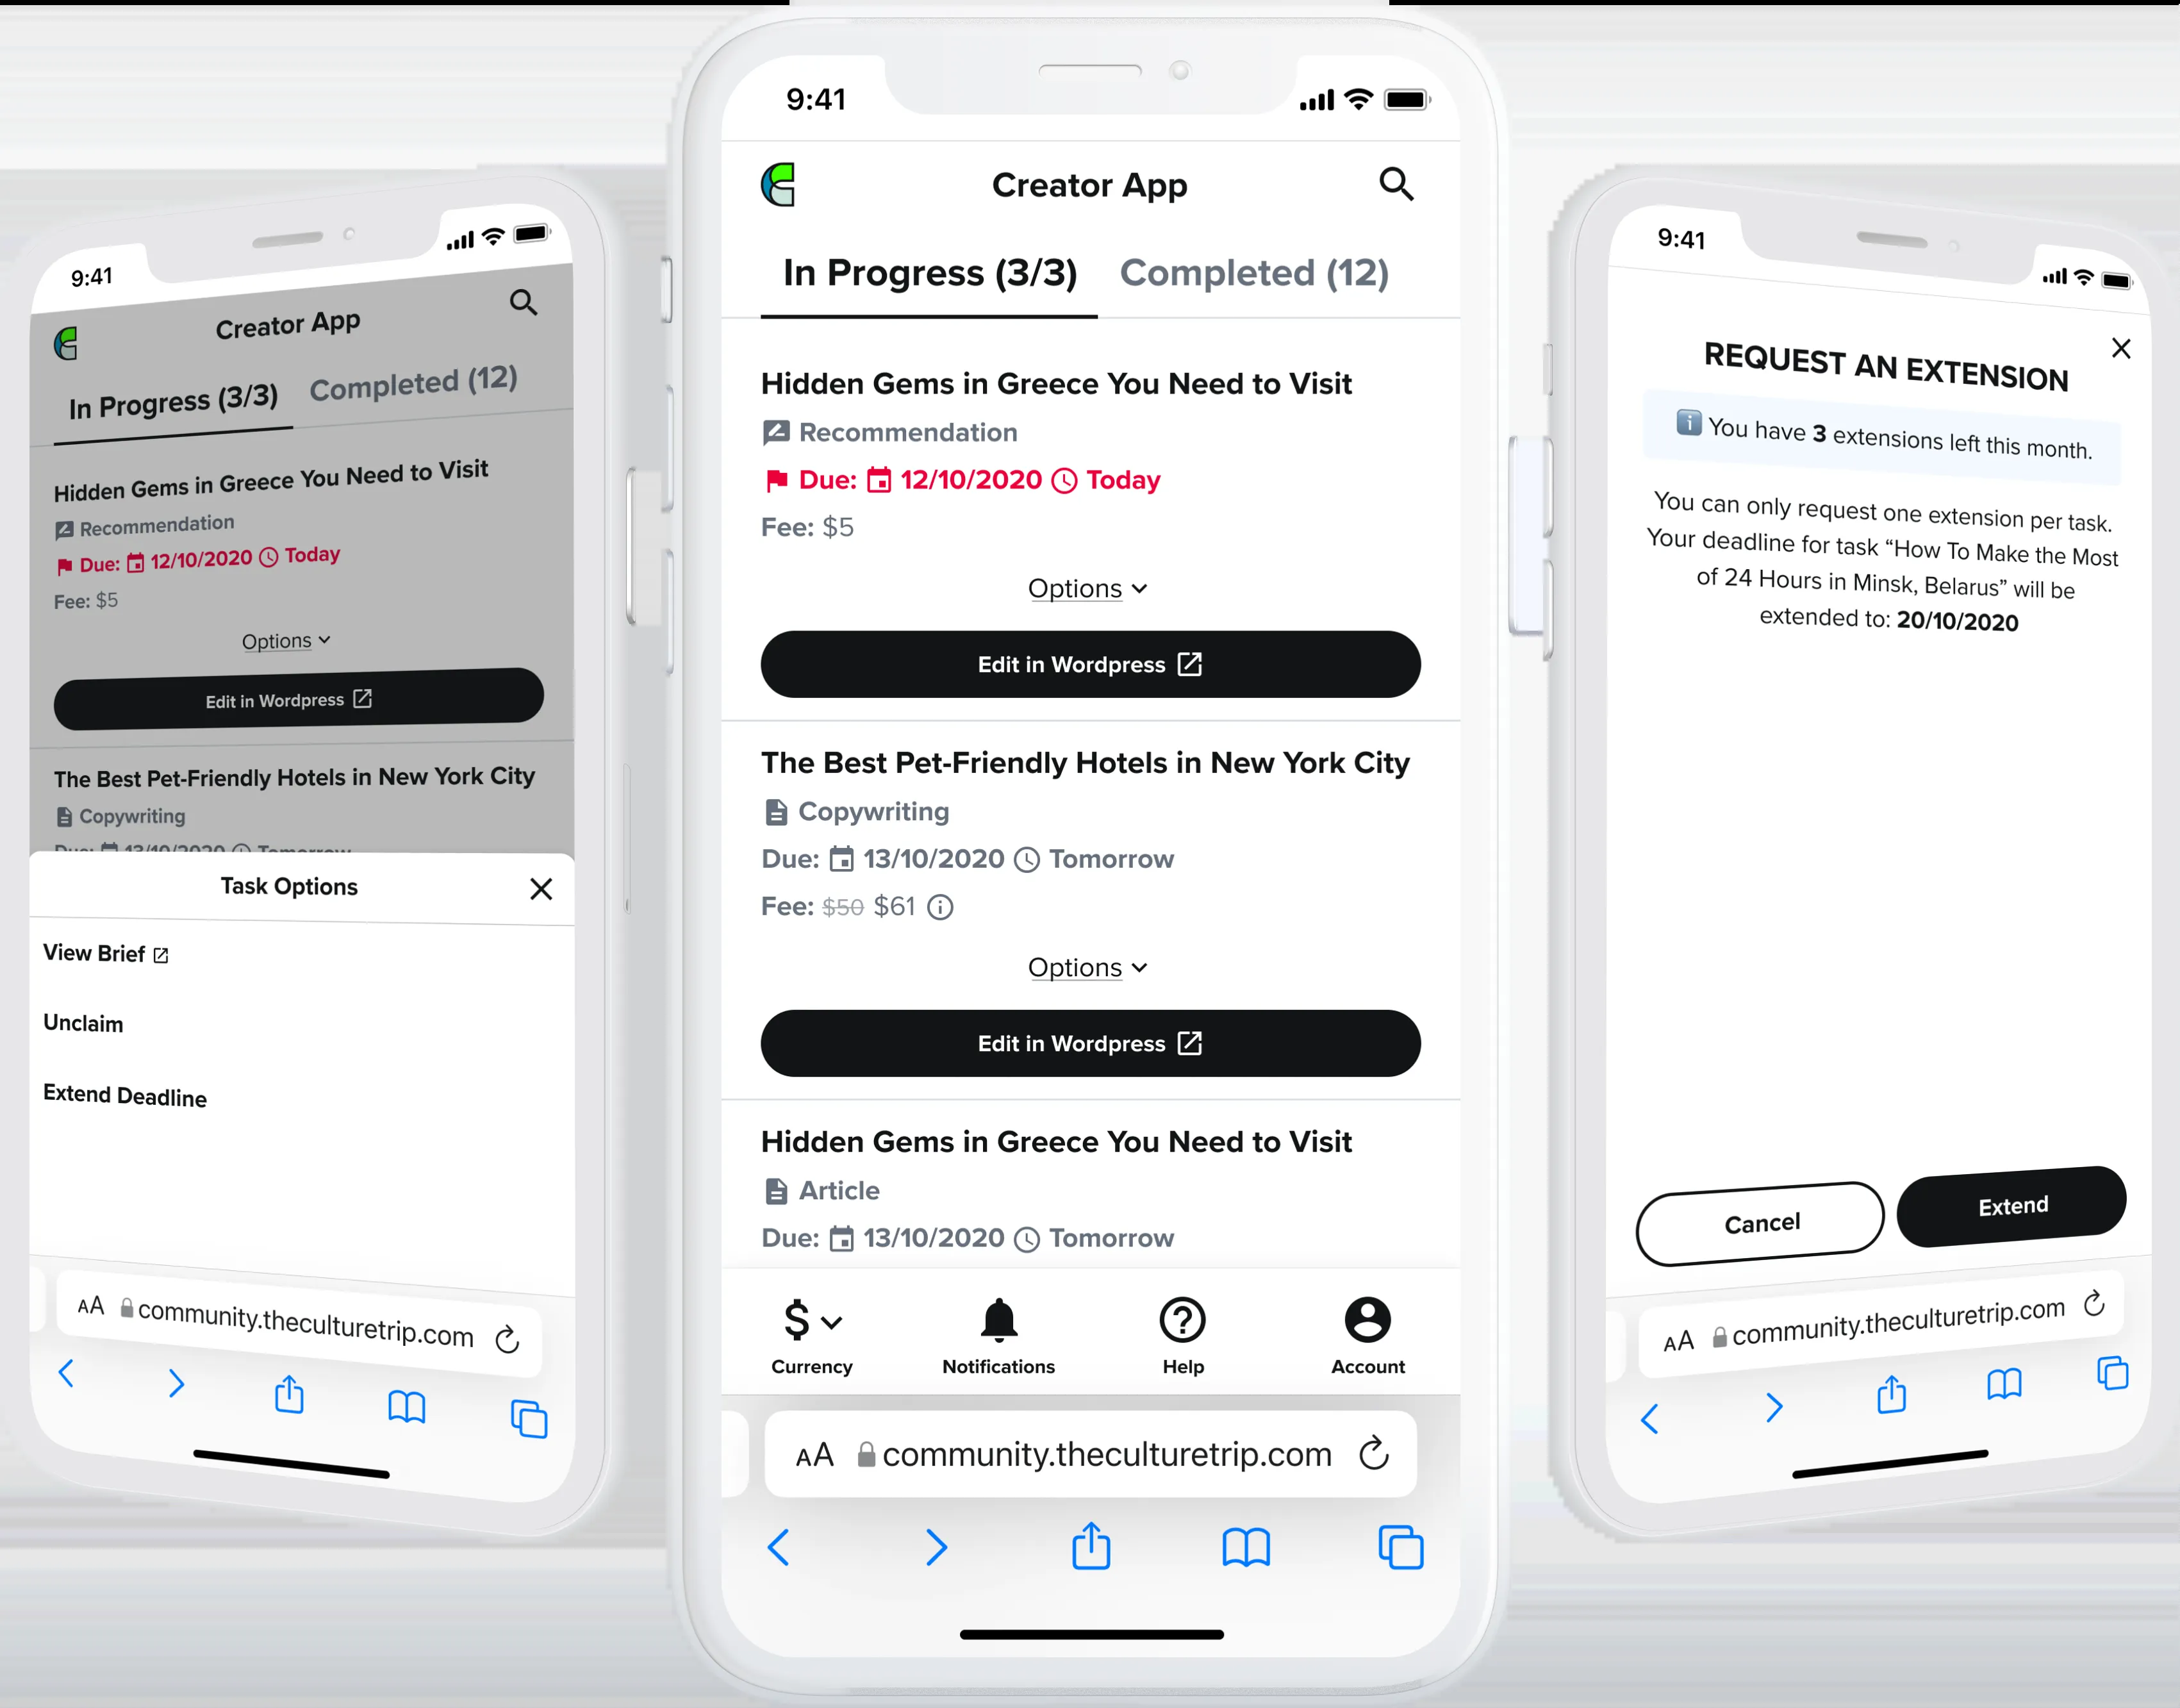 9:41
Creator App
In Progress (3/3) Completed (12)
Hidden Gems in Greece You Need to Visit
Recommendation
Due: 12/10/2020 Today
Fee: $5
Options
Edit in Wordpress
The Best Pet-Friendly Hotels in New York City
Copywriting
Due: 13/10/2020 Tomorrow
Task Options
View Brief
Unclaim
Extend Deadline
AA community.theculturetrip.com
9:41
Creator App
In Progress (3/3) Completed (12)
Hidden Gems in Greece You Need to Visit
Recommendation
Due: 12/10/2020 Today
Fee: $5
Options
Edit in Wordpress
The Best Pet-Friendly Hotels in New York City
Copywriting
Due: 13/10/2020 Tomorrow
Fee: $50 $61
Options
Edit in Wordpress
Hidden Gems in Greece You Need to Visit
Article
Due: 13/10/2020 Tomorrow
Currency Notifications Help Account
AA community.theculturetrip.com
9:41
REQUEST AN EXTENSION
You have 3 extensions left this month.
You can only request one extension per task.
Your deadline for task “How To Make the Most
of 24 Hours in Minsk, Belarus” will be
extended to: 20/10/2020
Cancel Extend
AA community.theculturetrip.com